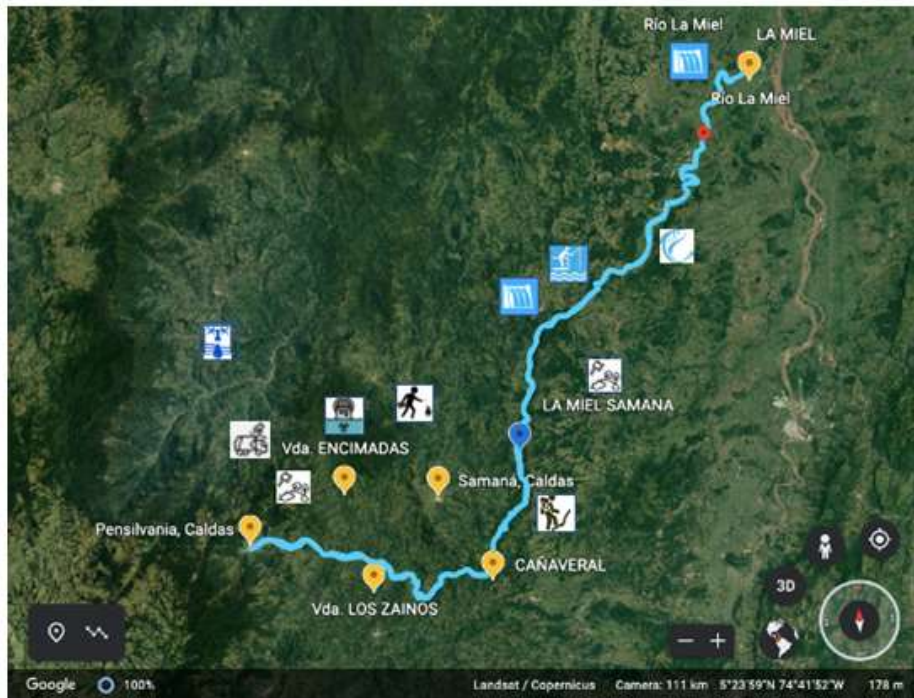 Río La Miel
LA MIEL
Río La Miel
LA MIEL SAMANA
Vda. ENCIMADAS
Samaná, Caldas
Pensilvania, Caldas
CAÑAVERAL
Vda. LOS ZAINOS
3D
Google
100%
Landsat / Copernicus
Camera: 111 km
5°23'59"N 74°41'52"W
178 m